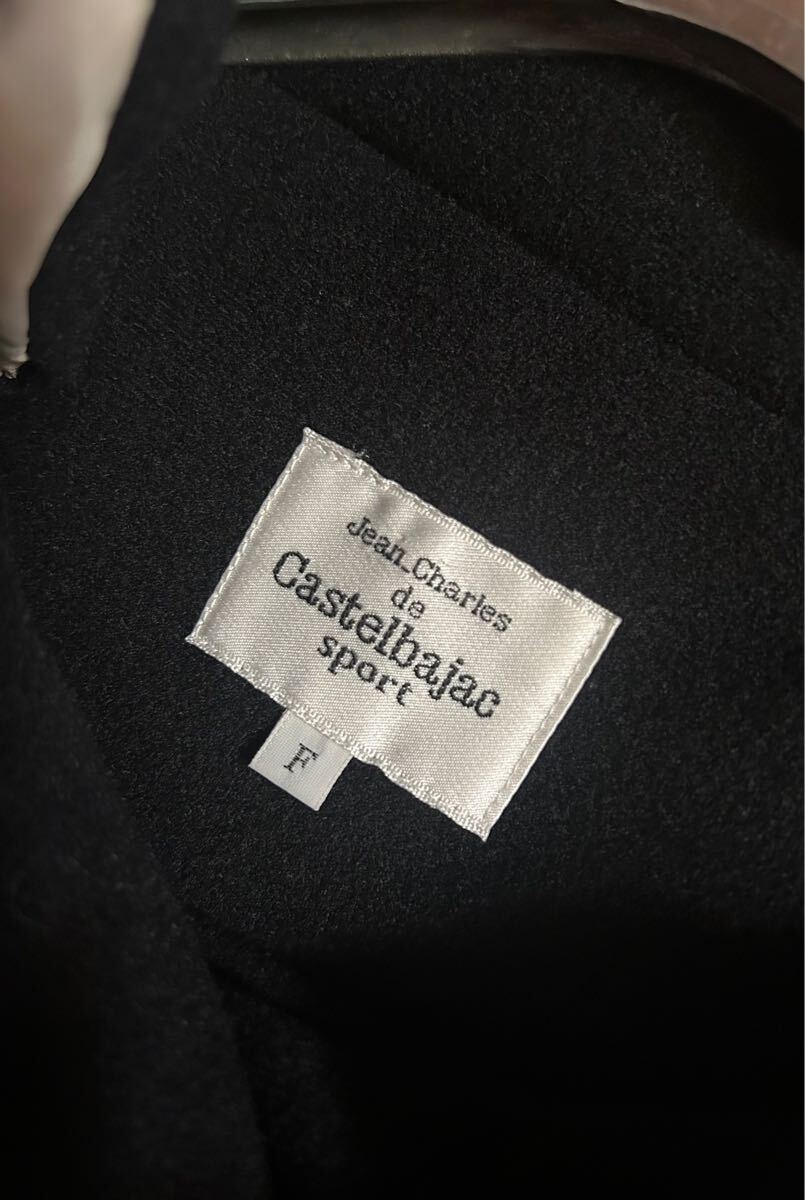 Jean_Charles
de
Castelbajac
sport
F